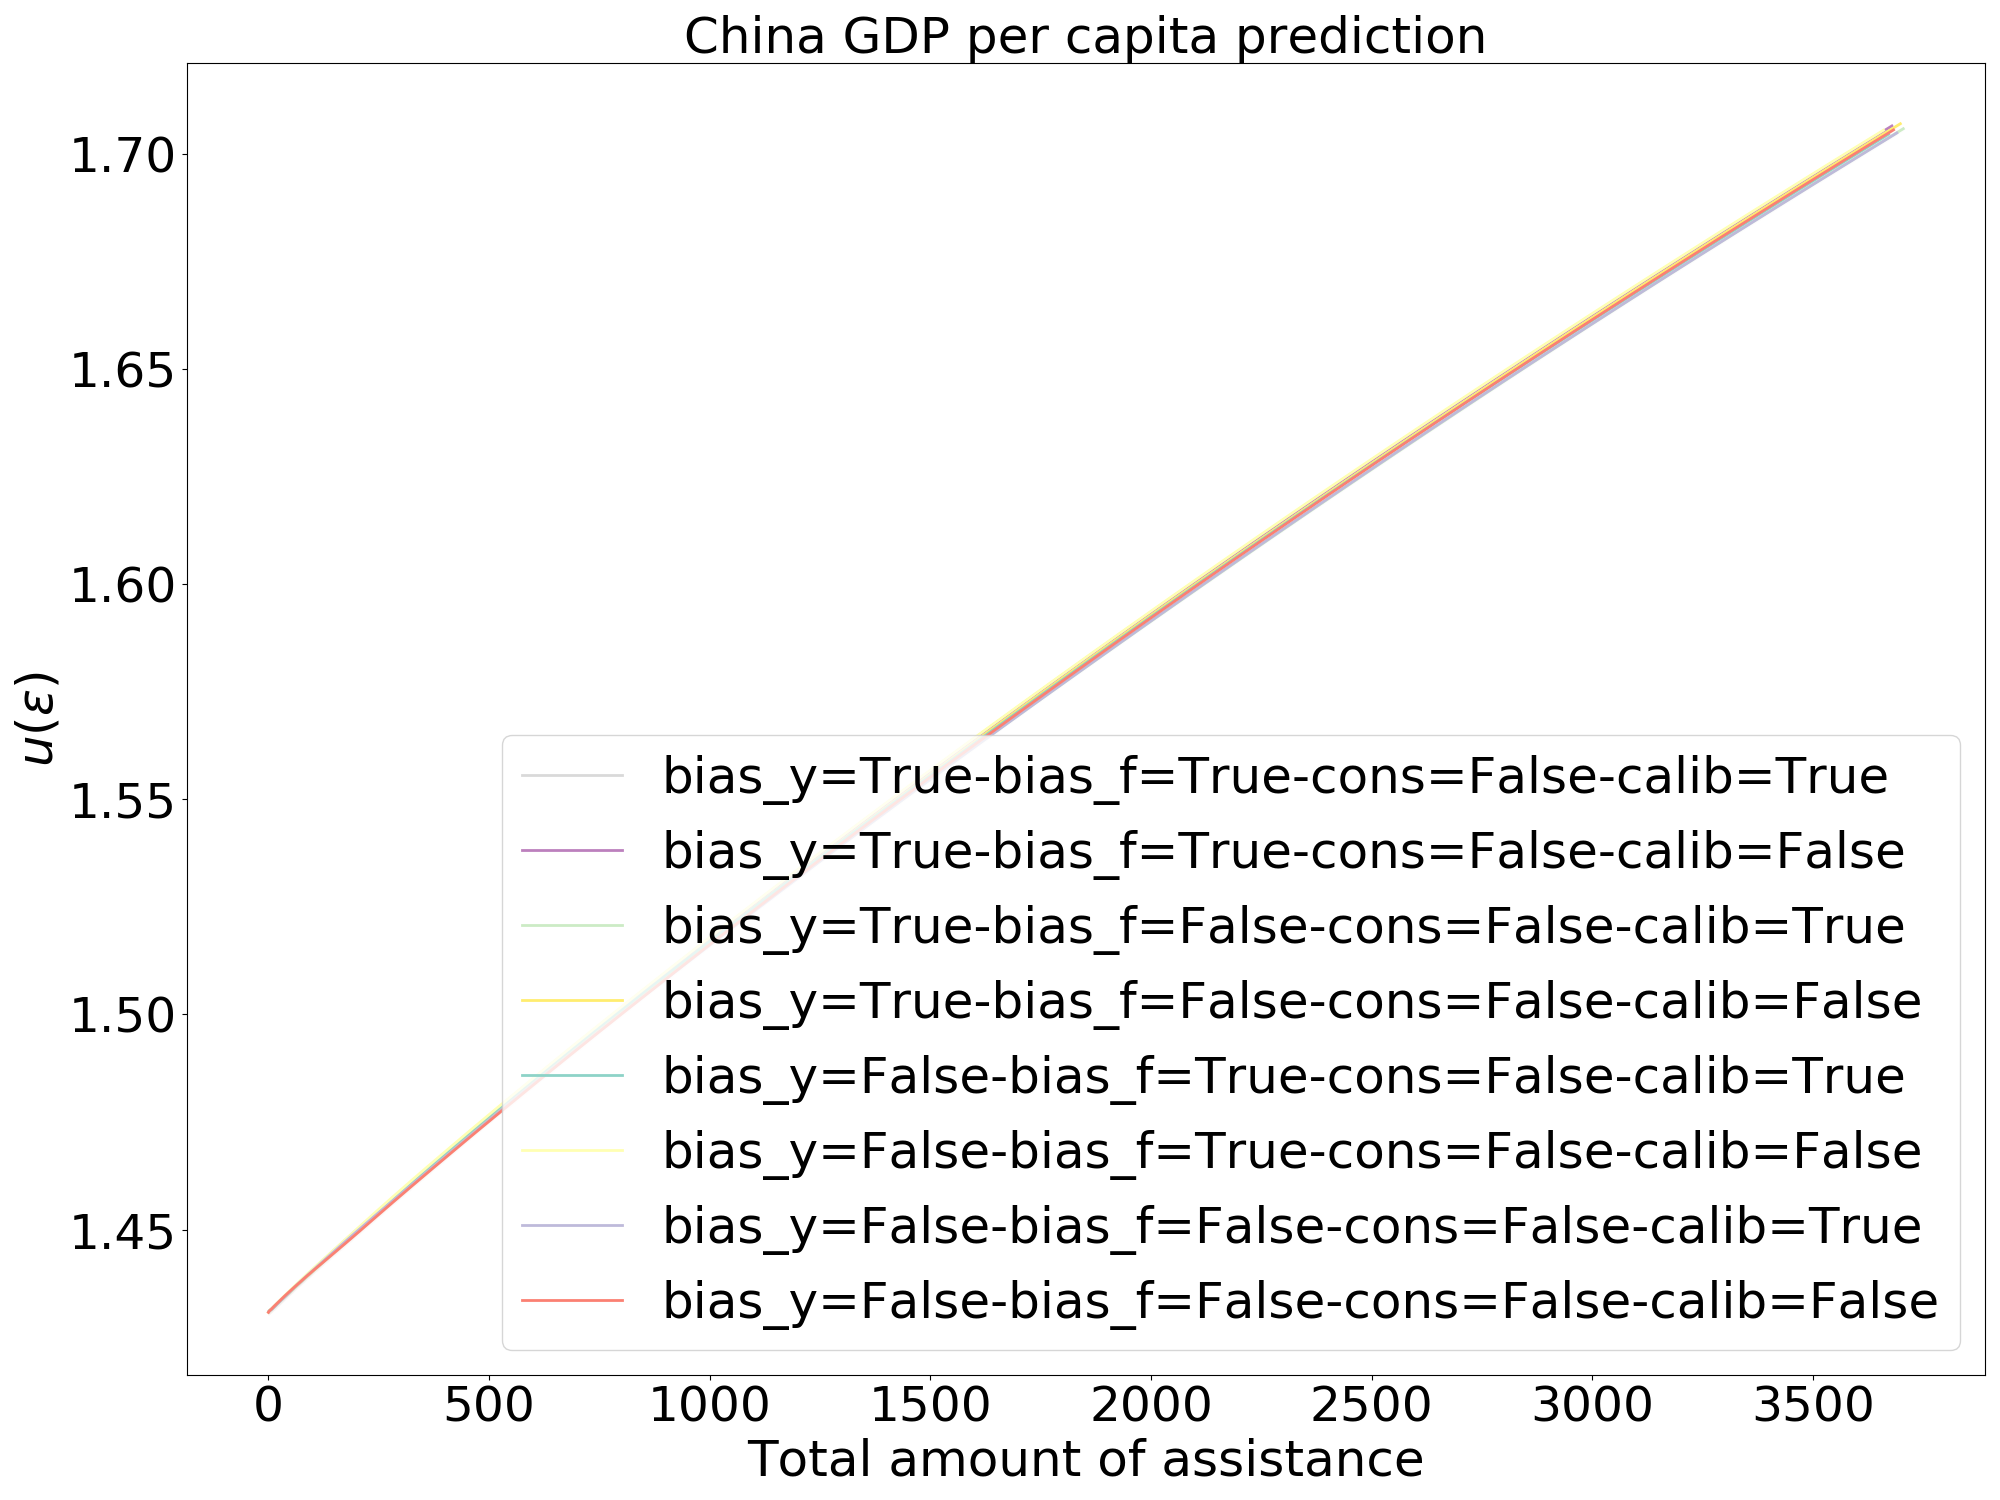 China GDP per capita prediction
1.70
1.65
1.60
1.55
1.50
1.45
u(ε)
bias_y=True-bias_f=True-cons=False-calib=True
bias_y=True-bias_f=True-cons=False-calib=False
bias_y=True-bias_f=False-cons=False-calib=True
bias_y=True-bias_f=False-cons=False-calib=False
bias_y=False-bias_f=True-cons=False-calib=True
bias_y=False-bias_f=True-cons=False-calib=False
bias_y=False-bias_f=False-cons=False-calib=True
bias_y=False-bias_f=False-cons=False-calib=False
0 500 1000 1500 2000 2500 3000 3500
Total amount of assistance